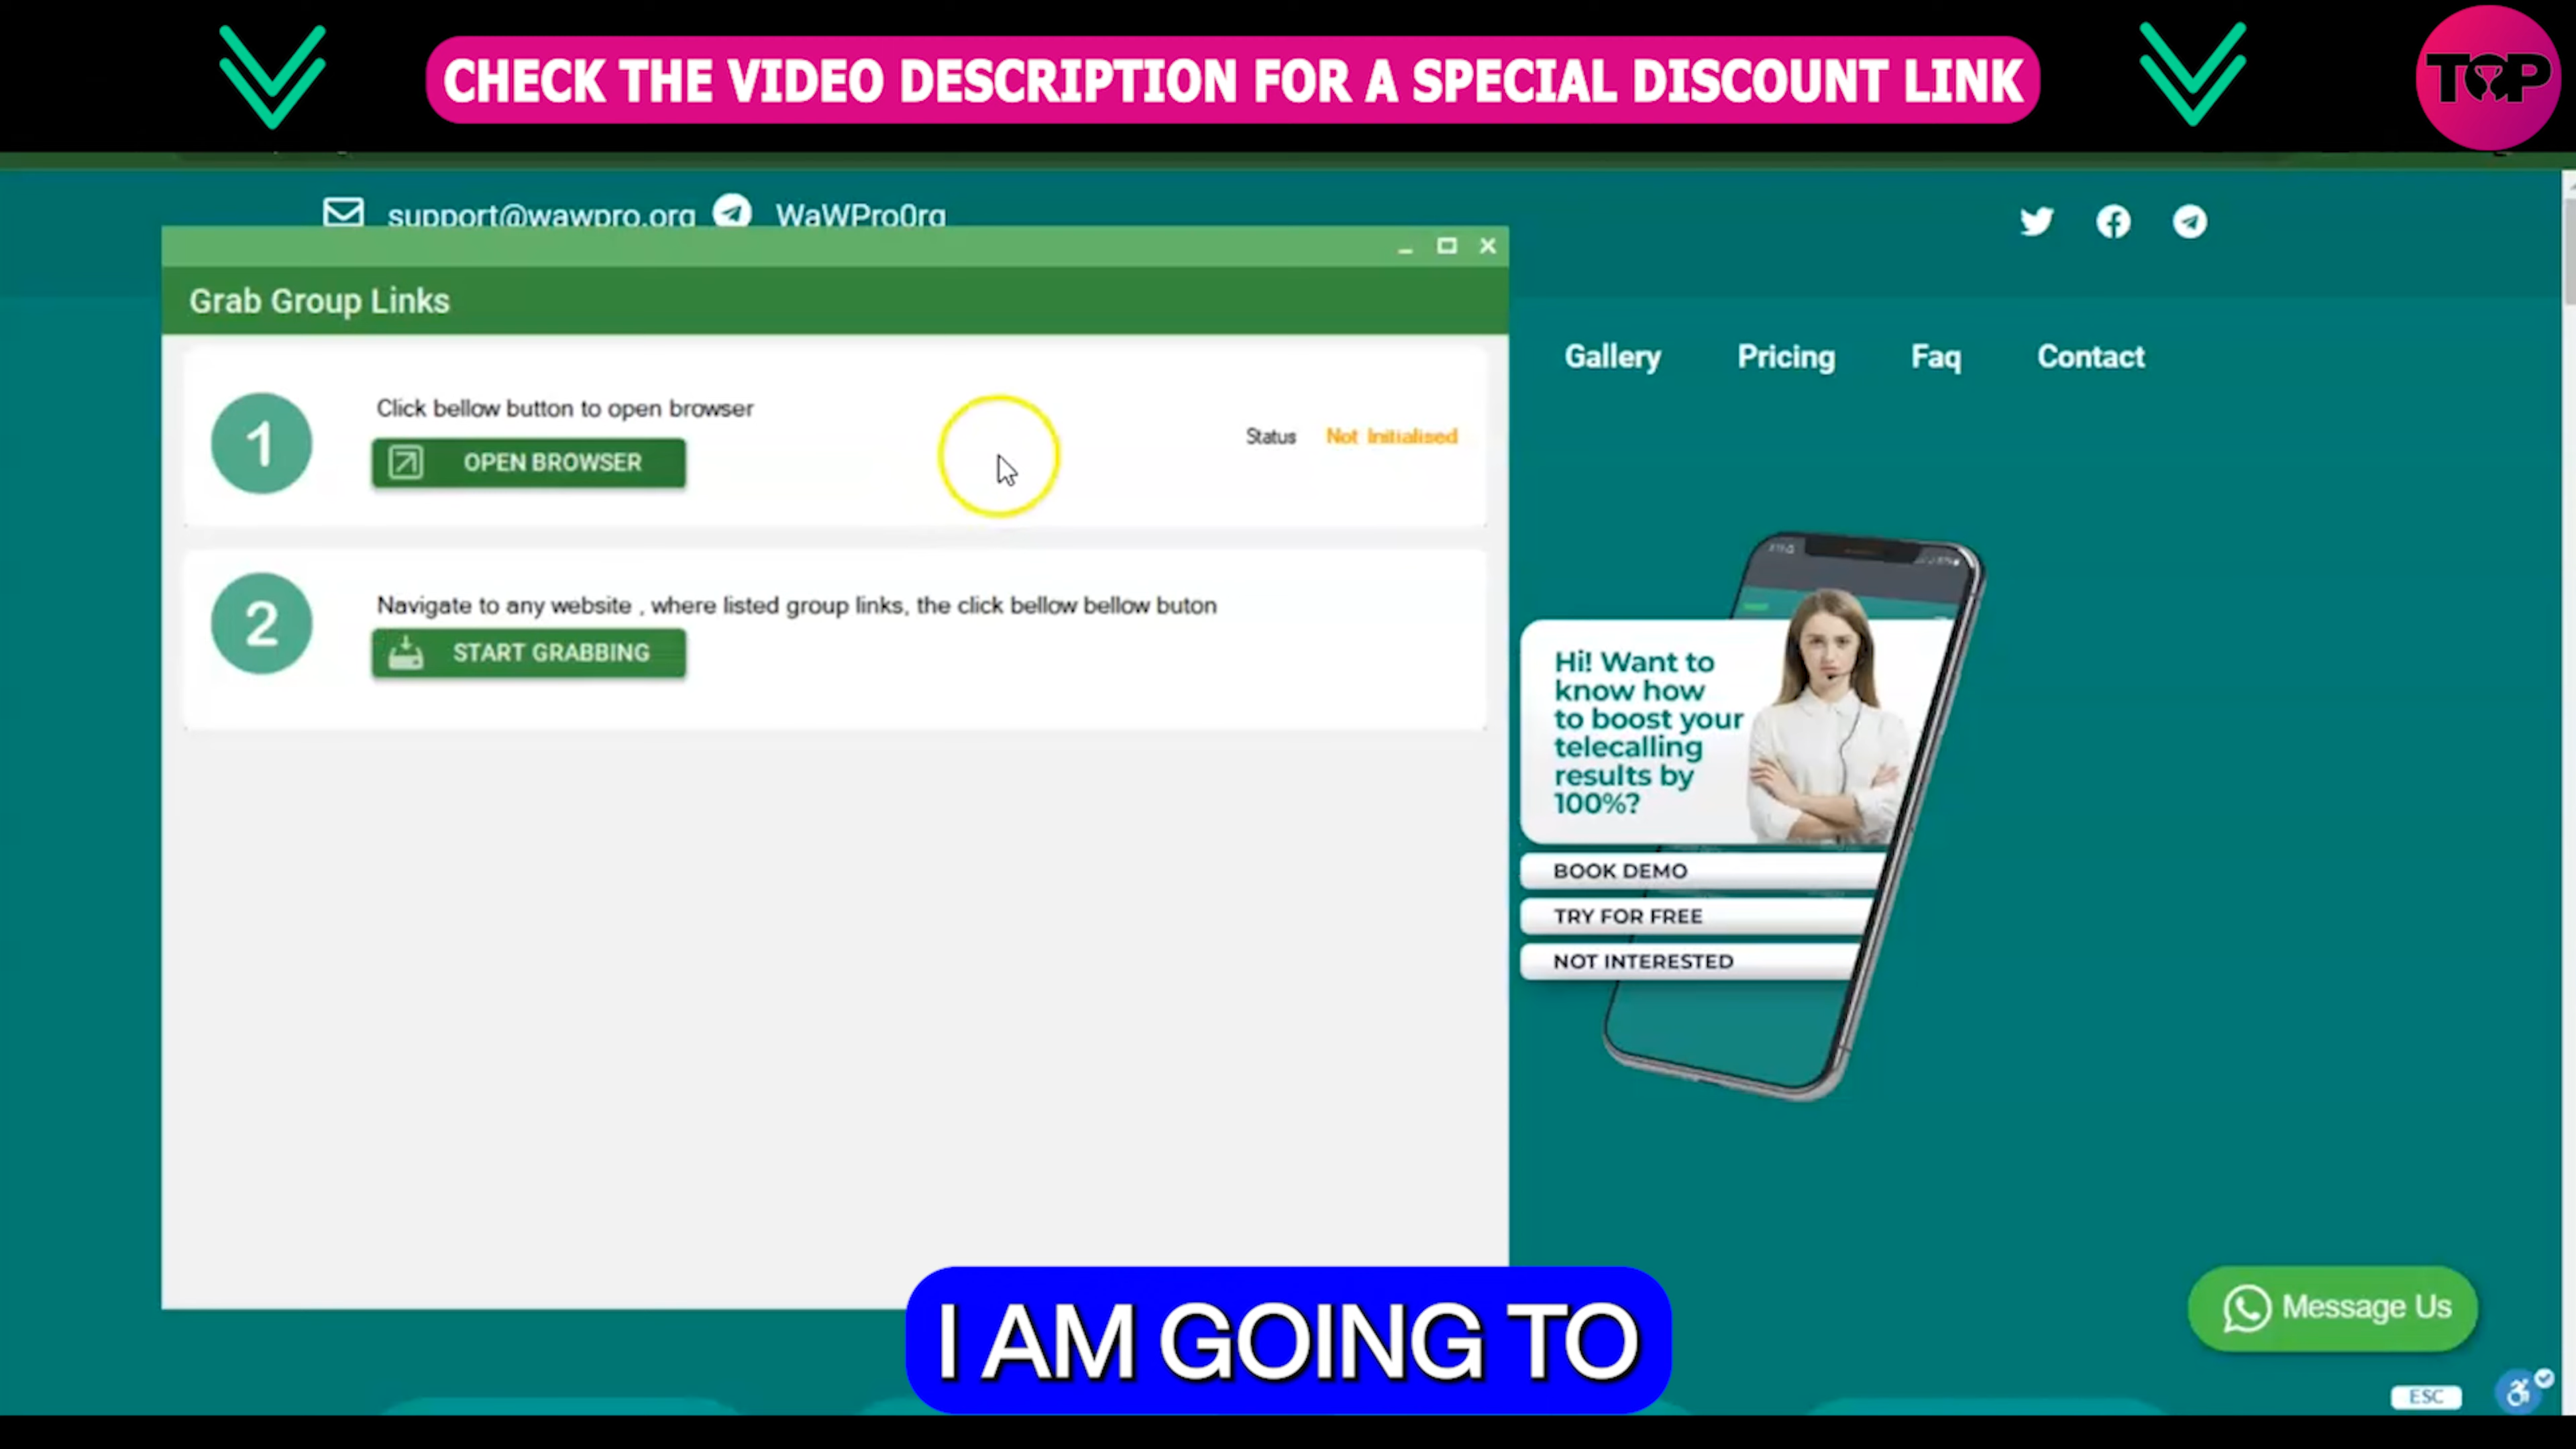 CHECK THE VIDEO DESCRIPTION FOR A SPECIAL DISCOUNT LINK
TOP
support@wawpro.org WaWPro0rg
Grab Group Links
Gallery Pricing Faq Contact
1
Click bellow button to open browser
OPEN BROWSER
Status Not Initialised
2
Navigate to any website , where listed group links, the click bellow bellow buton
START GRABBING
Hi! Want to
know how
to boost your
telecalling
results by
100%?
BOOK DEMO
TRY FOR FREE
NOT INTERESTED
I AM GOING TO
Message Us
ESC